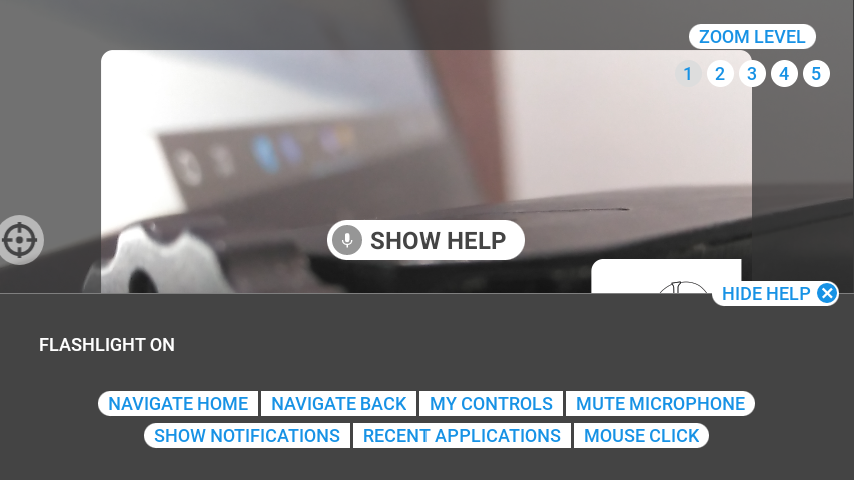 ZOOM LEVEL
1 2 3 4 5
SHOW HELP
HIDE HELP
FLASHLIGHT ON
NAVIGATE HOME NAVIGATE BACK MY CONTROLS MUTE MICROPHONE
SHOW NOTIFICATIONS RECENT APPLICATIONS MOUSE CLICK